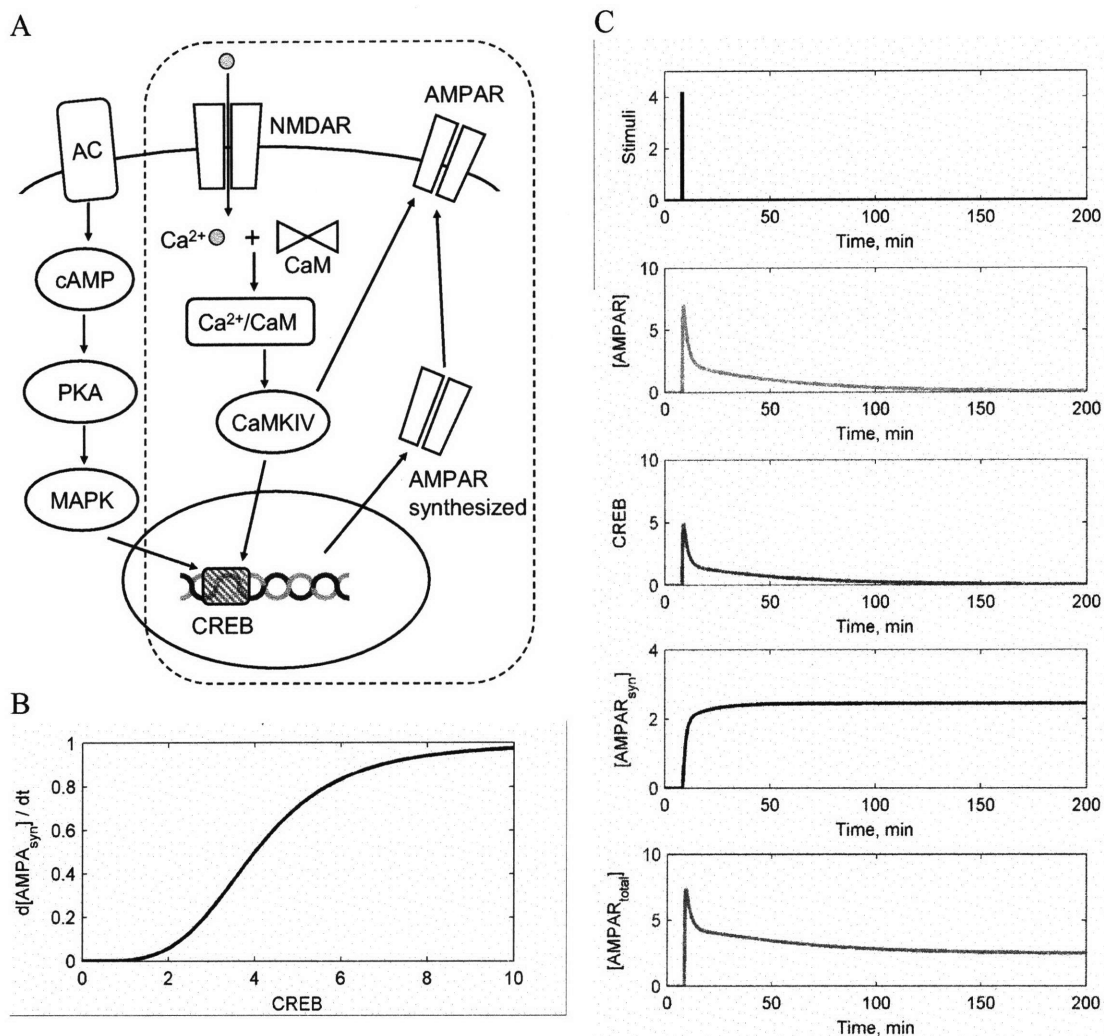 A
AMPAR
NMDAR
AC
Ca²⁺ +
CaM
cAMP
Ca²⁺/CaM
PKA
CaMKIV
MAPK
AMPAR
synthesized
CREB
B
1
0.8
0.6
0.4
0.2
0
0 2 4 6 8 10
d[AMPA_syn] / dt
CREB
C
4
2
0
0 50 100 150 200
Stimuli
Time, min
10
5
0
0 50 100 150 200
[AMPAR]
Time, min
10
5
0
0 50 100 150 200
CREB
Time, min
4
2
0
0 50 100 150 200
[AMPAR_syn]
Time, min
10
5
0
0 50 100 150 200
[AMPAR_total]
Time, min